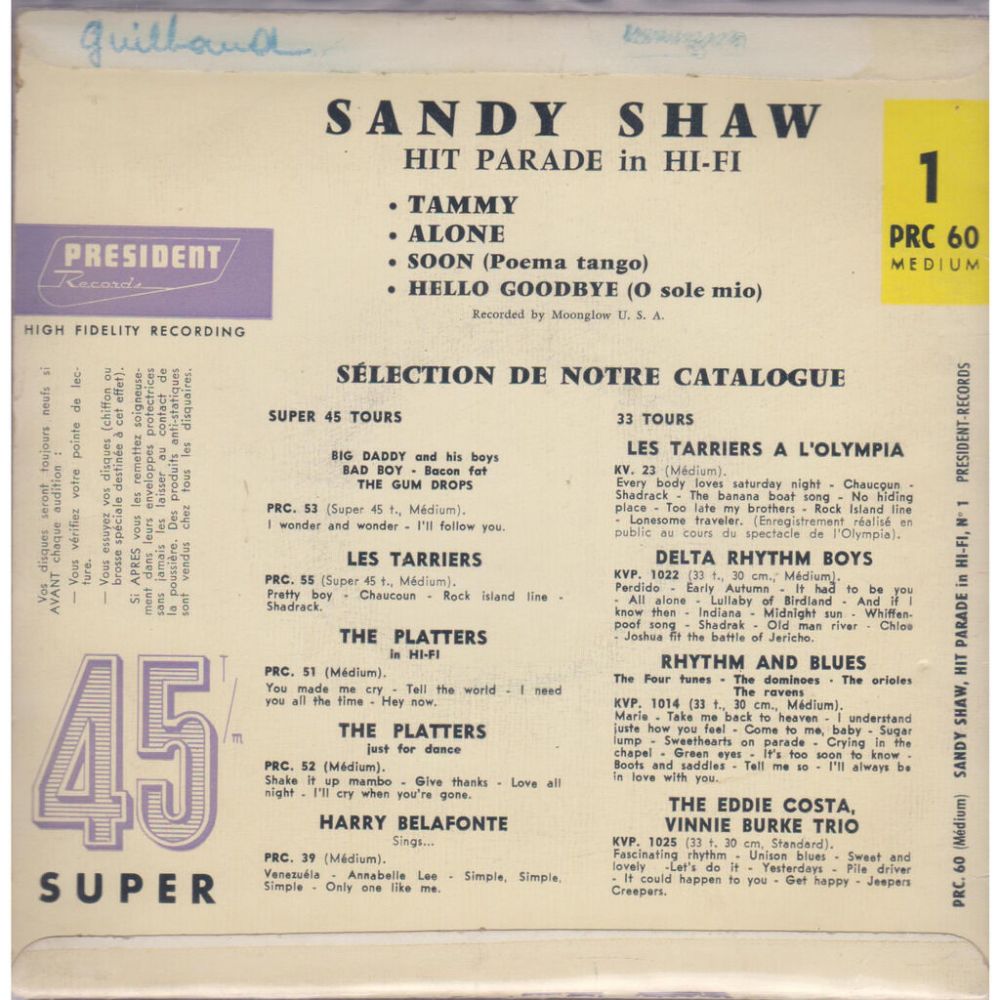 guilbaud
SANDY SHAW
HIT PARADE in HI-FI
• TAMMY
• ALONE
• SOON (Poema tango)
• HELLO GOODBYE (O sole mio)
Recorded by Moonglow U. S. A.
1
PRC 60
MEDIUM
PRESIDENT
Records
HIGH FIDELITY RECORDING
Vos disques seront toujours neufs si
AVANT chaque audition :
— Vous vérifiez votre pointe de lec-
ture.
— Vous essuyez vos disques (chiffon ou
brosse spéciale destinée à cet effet).
Si APRES vous les remettez soigneuse-
ment dans leurs enveloppes protectrices
sans jamais les laisser au contact de
la poussière. Des produits anti-statiques
sont vendus chez tous les disquaires.
45 T/m
SUPER
SÉLECTION DE NOTRE CATALOGUE
SUPER 45 TOURS
BIG DADDY and his boys
BAD BOY - Bacon fat
THE GUM DROPS
PRC. 53 (Super 45 t., Médium).
I wonder and wonder - I'll follow you.
LES TARRIERS
PRC. 55 (Super 45 t., Médium).
Pretty boy - Chaucoun - Rock island line -
Shadrack.
THE PLATTERS
in HI-FI
PRC. 51 (Médium).
You made me cry - Tell the world - I need
you all the time - Hey now.
THE PLATTERS
just for dance
PRC. 52 (Médium).
Shake it up mambo - Give thanks - Love all
night - I'll cry when you're gone.
HARRY BELAFONTE
Sings...
PRC. 39 (Médium).
Venezuéla - Annabelle Lee - Simple, Simple,
Simple - Only one like me.
33 TOURS
LES TARRIERS A L'OLYMPIA
KV. 23 (Médium).
Every body loves saturday night - Chaucoun -
Shadrack - The banana boat song - No hiding
place - Too late my brothers - Rock Island line
- Lonesome traveler. (Enregistrement réalisé en
public au cours du spectacle de l'Olympia).
DELTA RHYTHM BOYS
KVP. 1022 (33 t., 30 cm., Médium).
Perdido - Early Autumn - It had to be you
- All alone - Lullaby of Birdland - And if I
know then - Indiana - Midnight sun - Whiffen-
poof song - Shadrak - Old man river - Chloe
- Joshua fit the battle of Jericho.
RHYTHM AND BLUES
The Four tunes - The dominoes - The orioles
The ravens
KVP. 1014 (33 t., 30 cm., Médium).
Marie - Take me back to heaven - I understand
juste how you feel - Come to me, baby - Sugar
lump - Sweethearts on parade - Crying in the
chapel - Green eyes - It's too soon to know -
Boots and saddles - Tell me so - I'll always be
in love with you.
THE EDDIE COSTA,
VINNIE BURKE TRIO
KVP. 1025 (33 t. 30 cm, Standard).
Fascinating rhythm - Unison blues - Sweet and
lovely -Let's do it - Yesterdays - Pile driver
- It could happen to you - Get happy - Jeepers
Creepers.
PRC. 60 (Médium) SANDY SHAW, HIT PARADE in HI-FI, N° 1 PRESIDENT-RECORDS